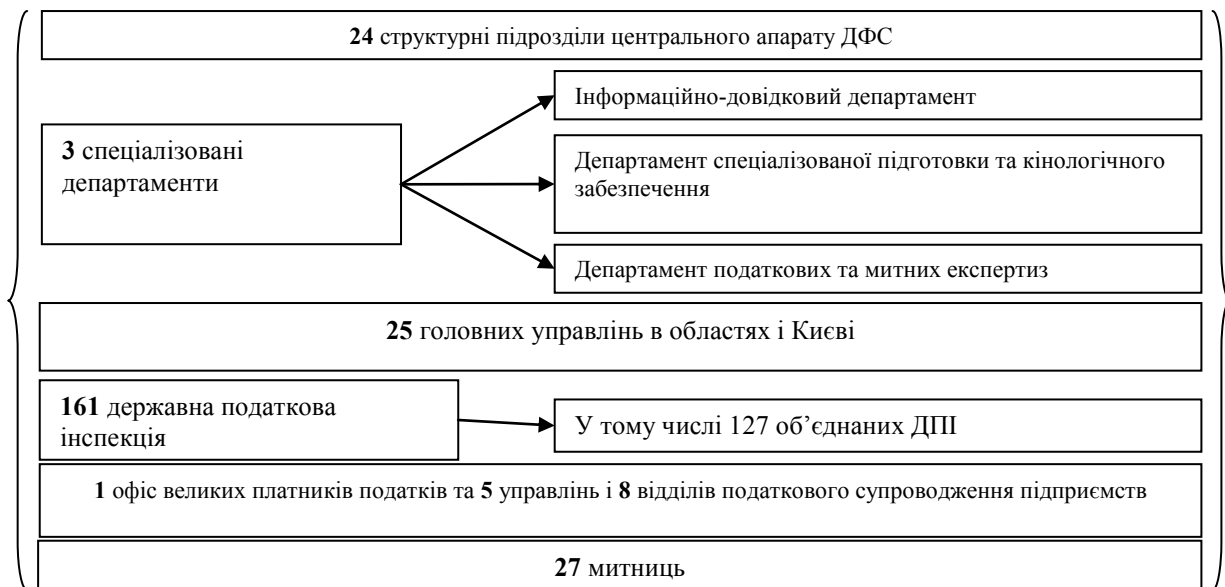 24 структурні підрозділи центрального апарату ДФС
3 спеціалізовані
департаменти
Інформаційно-довідковий департамент
Департамент спеціалізованої підготовки та кінологічного
забезпечення
Департамент податкових та митних експертиз
25 головних управлінь в областях і Києві
161 державна податкова
інспекція
У тому числі 127 об’єднаних ДПІ
1 офіс великих платників податків та 5 управлінь і 8 відділів податкового супроводження підприємств
27 митниць